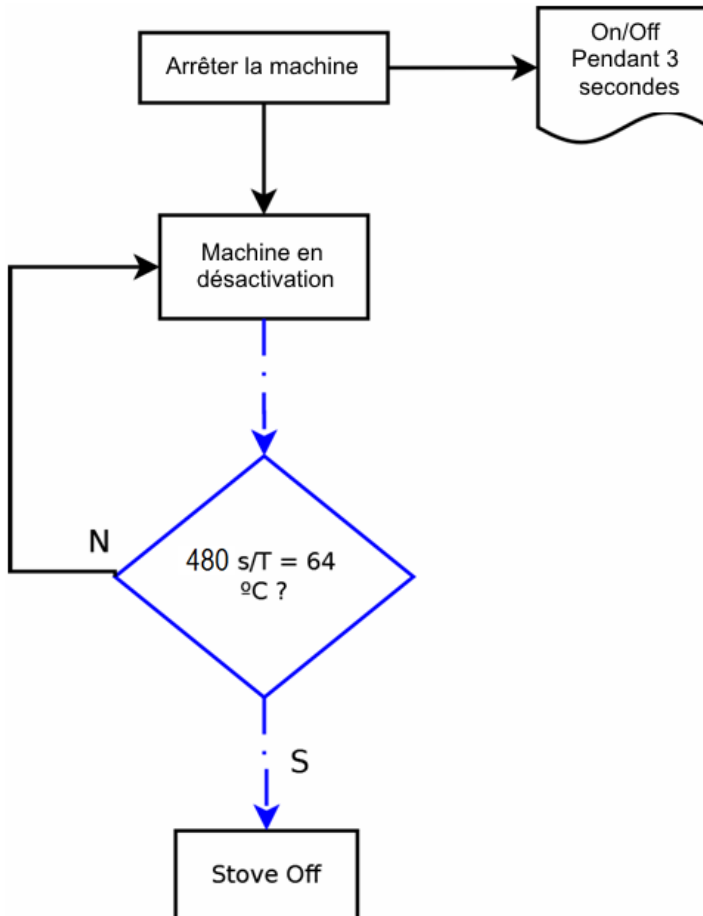 Arrêter la machine
On/Off
Pendant 3
secondes
Machine en
désactivation
N
480 s/T = 64
ºC ?
S
Stove Off